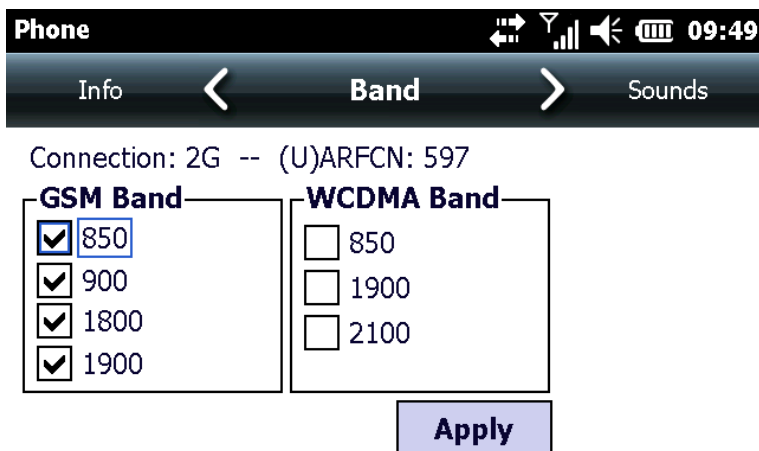 Phone 09:49
Info Band Sounds
Connection: 2G -- (U)ARFCN: 597
GSM Band
850
900
1800
1900
WCDMA Band
850
1900
2100
Apply